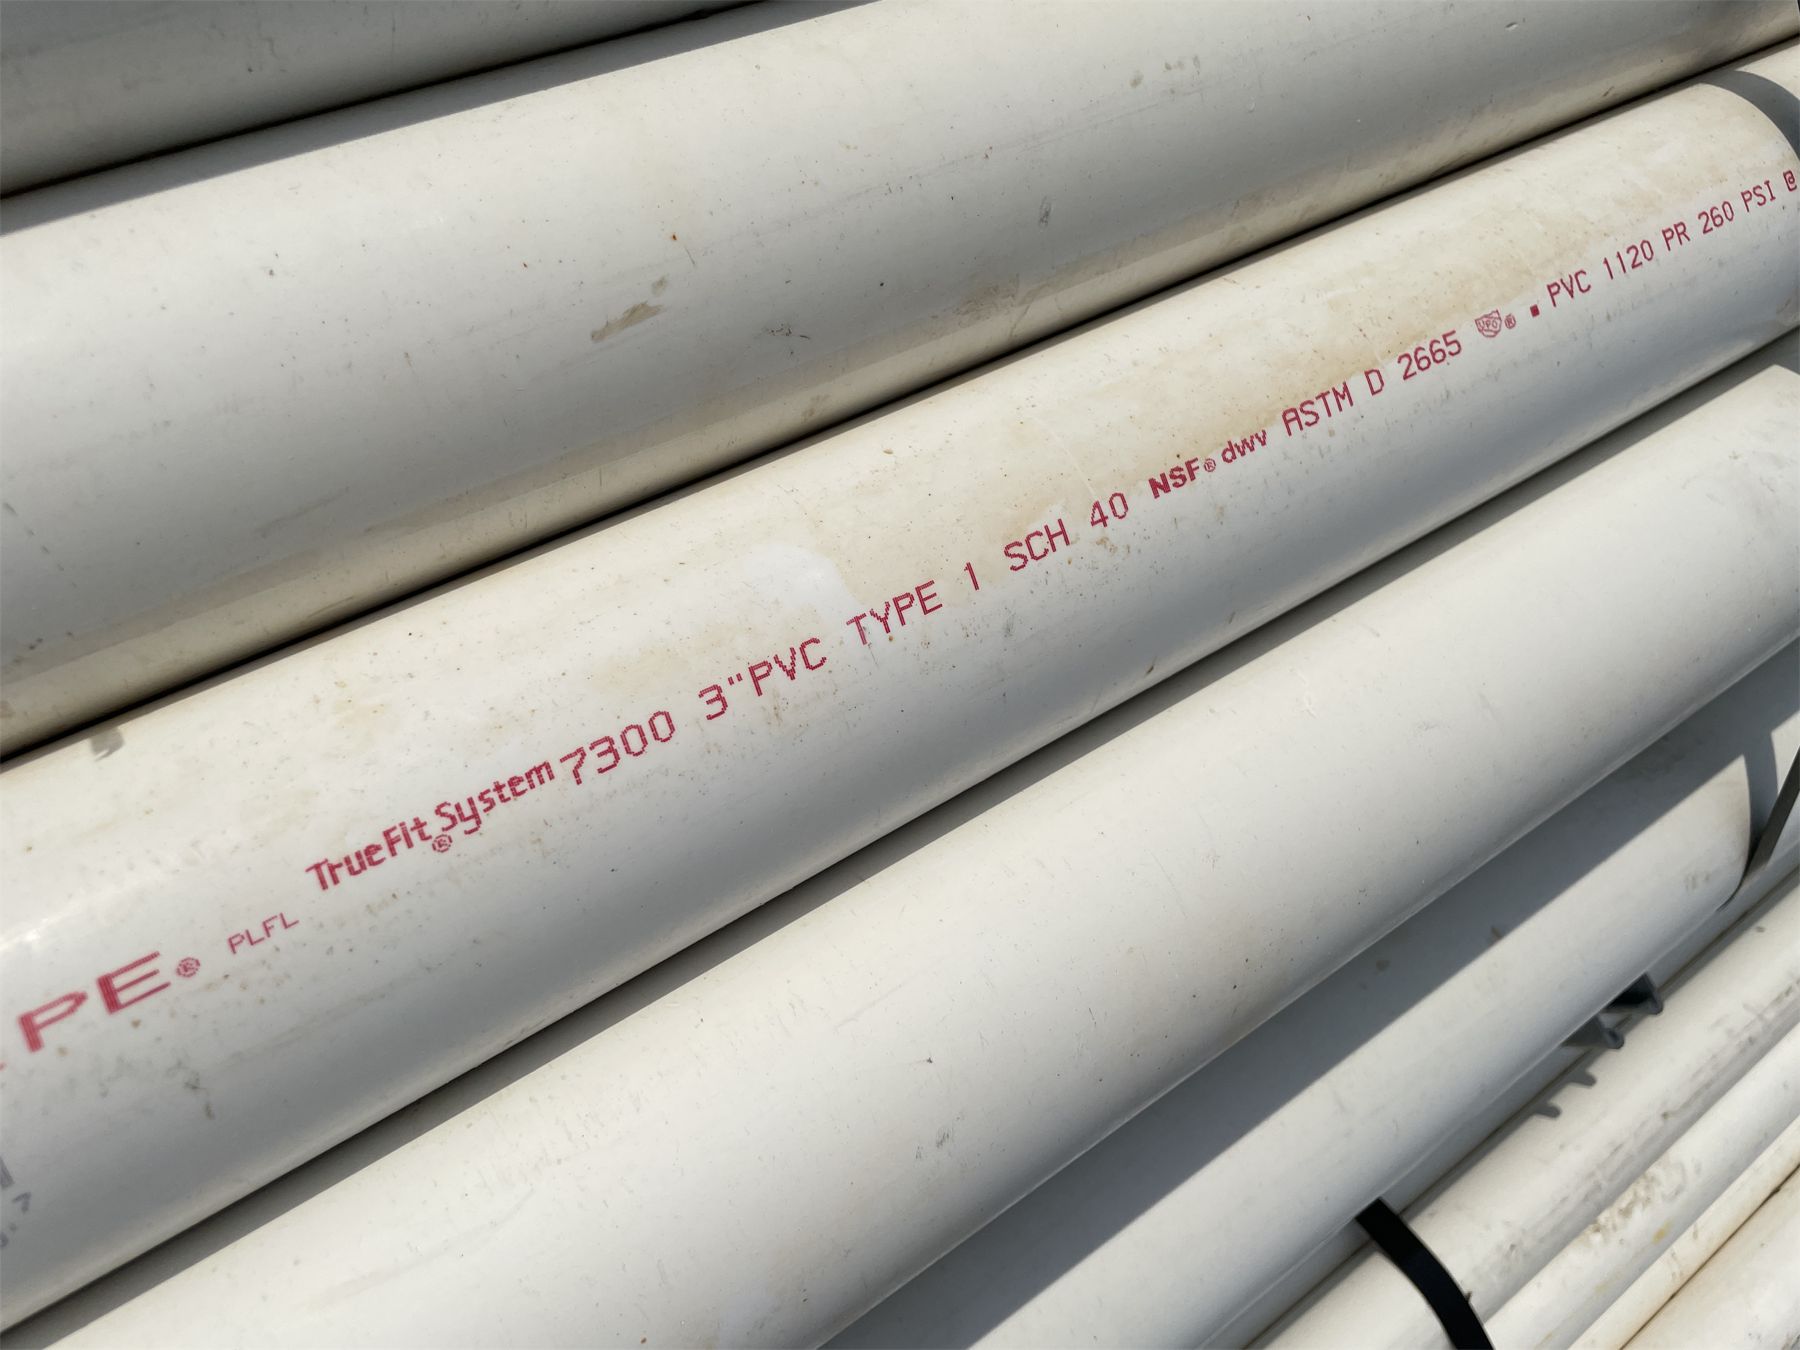 PE® PLFL TrueFit® System 7300 3" PVC TYPE 1 SCH 40 NSF® dwv ASTM D 2665 UPC® ▪ PVC 1120 PR 260 PSI @